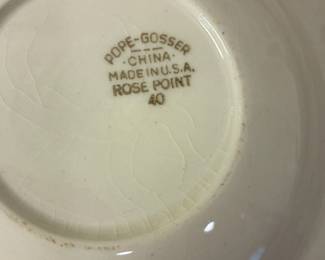 POPE-GOSSER
- CHINA -
MADE IN U.S.A.
ROSE POINT
40